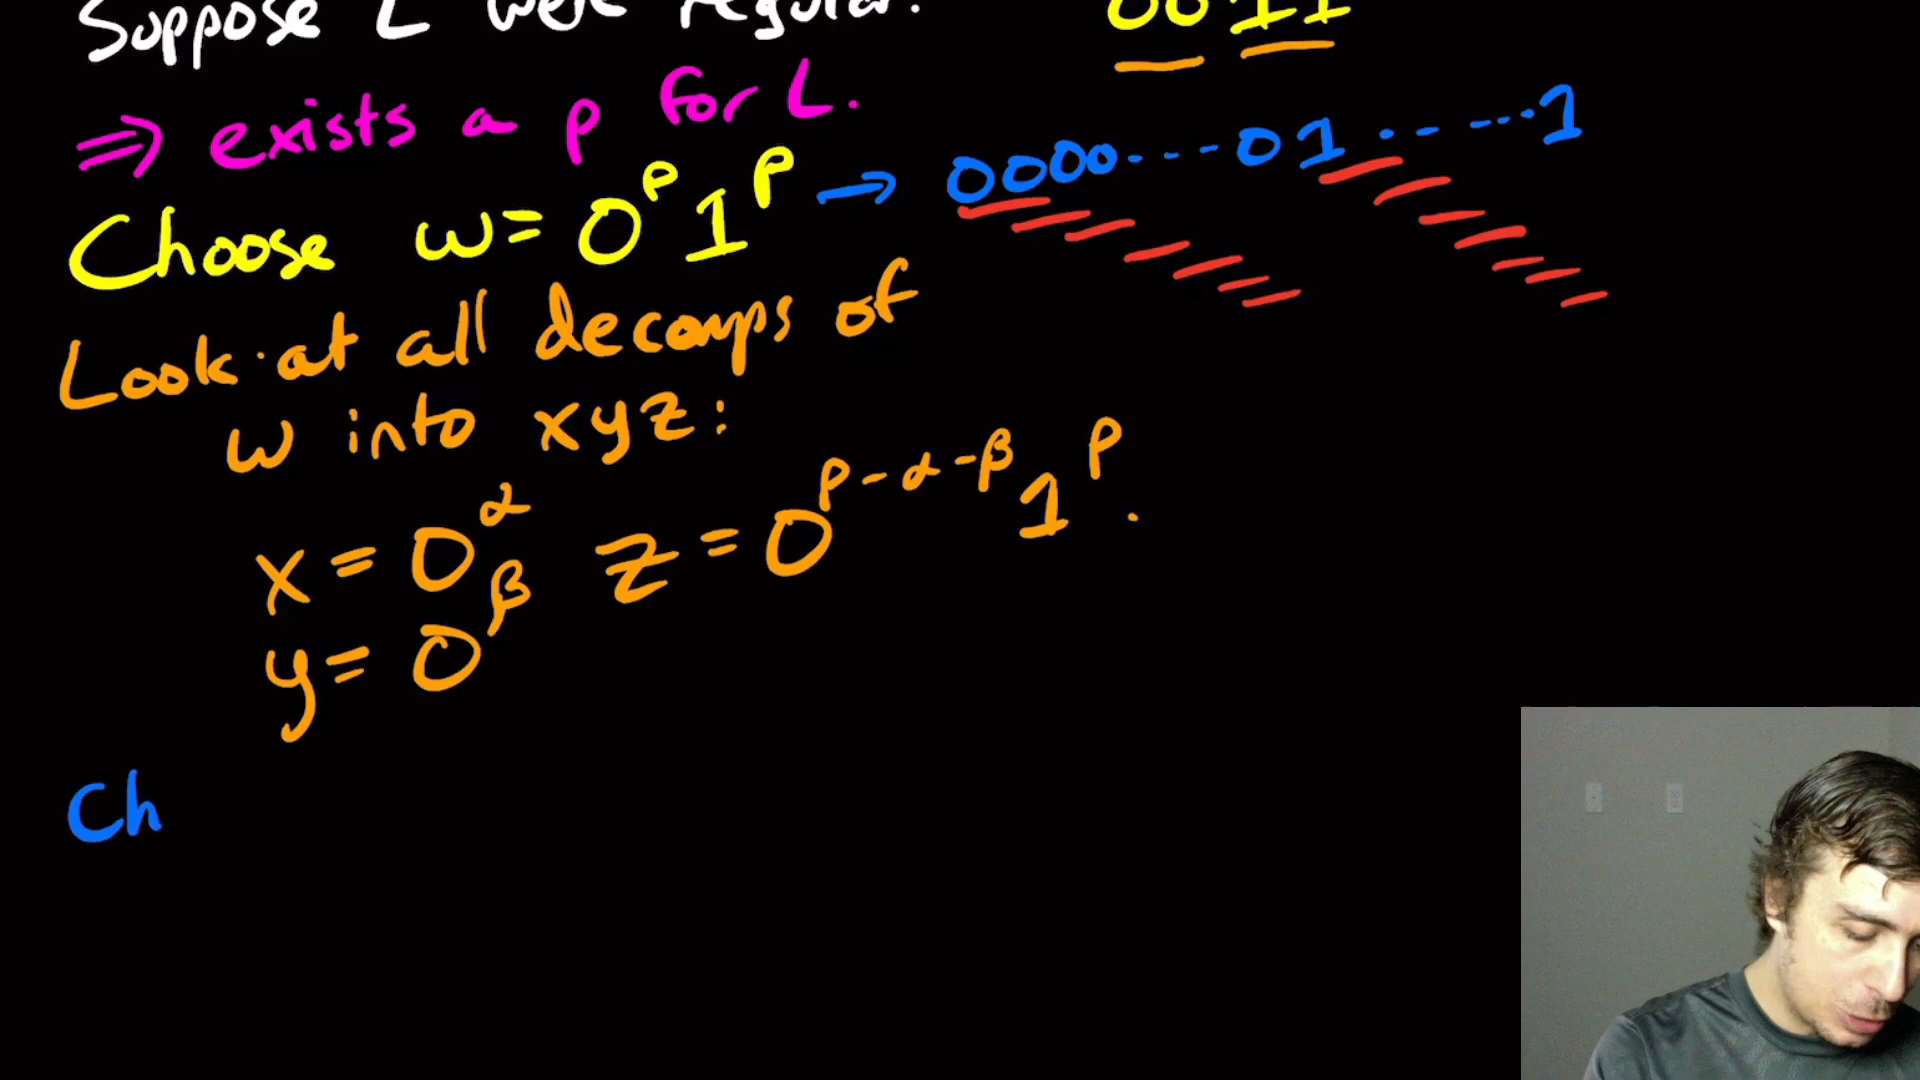 Suppose L were regular.
0011
⇒ exists a p for L.
Choose w = 0^p 1^p → 0000---01------1
Look at all decomps of
w into xyz:
x = 0^α z = 0^{p-α-β} 1^p.
y = 0^β
Ch